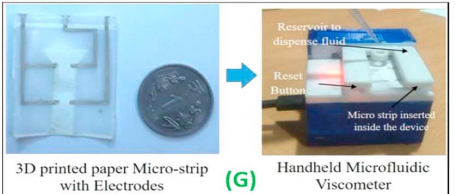 Reservoir to
dispense fluid
Reset
Button
Micro strip inserted
inside the device
3D printed paper Micro-strip
with Electrodes
(G)
Handheld Microfluidic
Viscometer